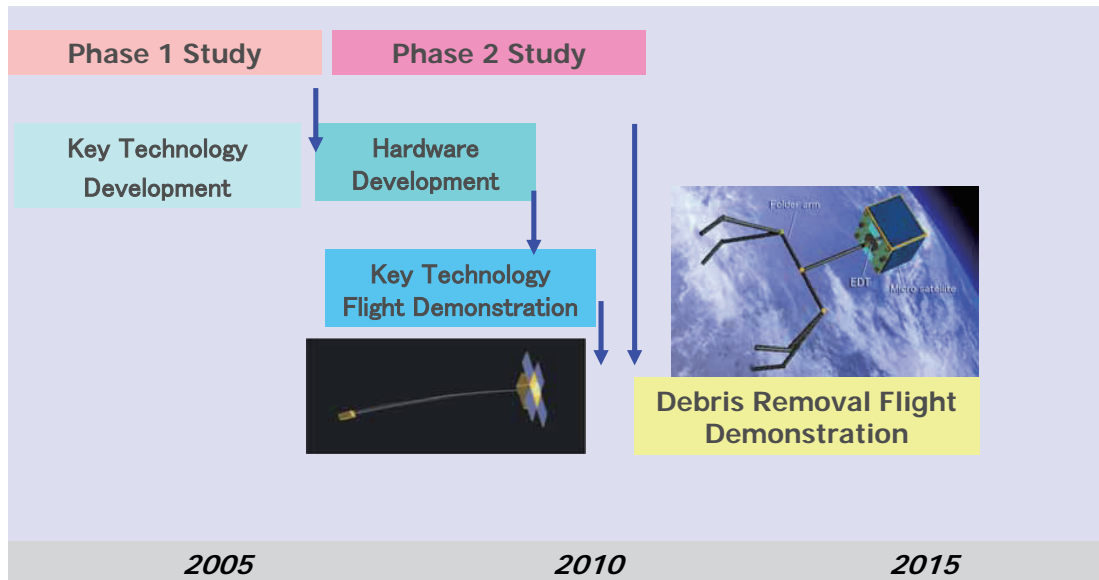 Phase 1 Study
Phase 2 Study
Key Technology
Development
Hardware
Development
Key Technology
Flight Demonstration
Folder arm
EDT
Micro satellite
Debris Removal Flight
Demonstration
2005
2010
2015